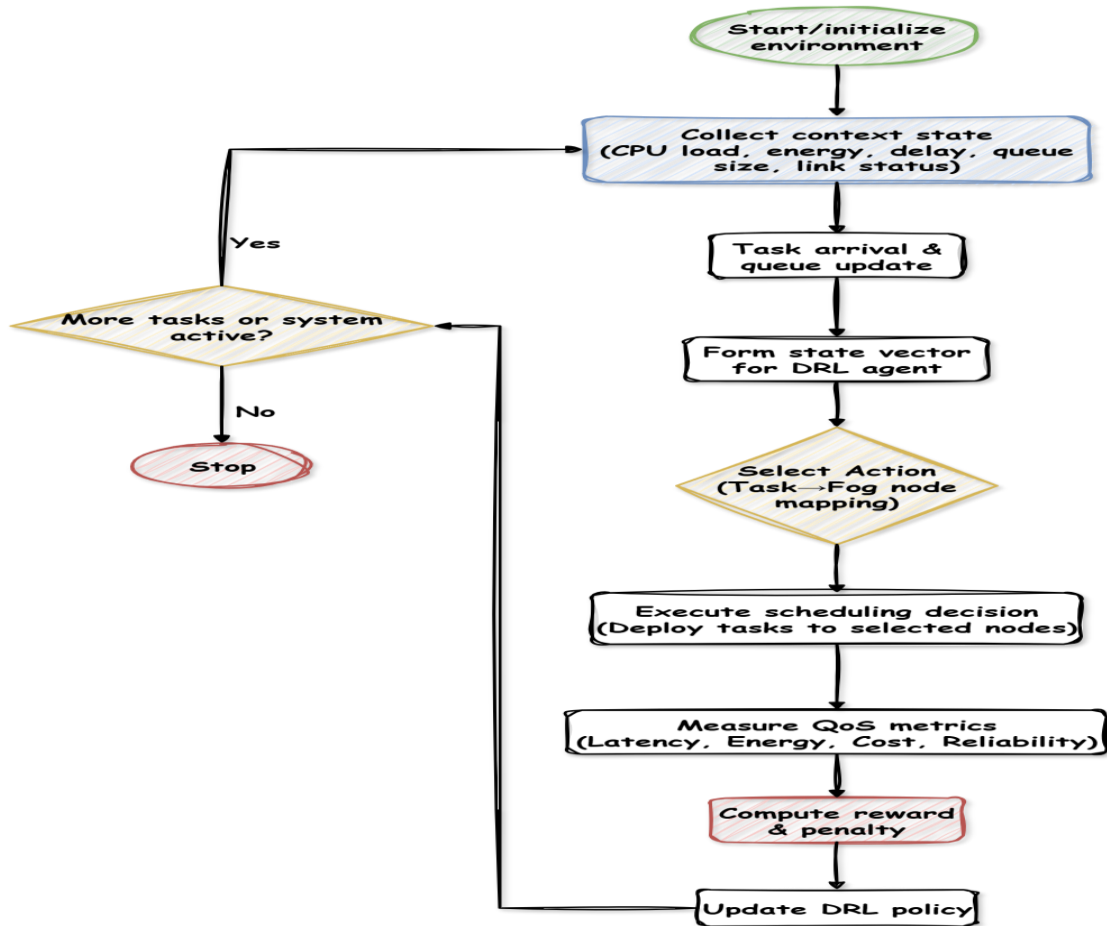 Start/initialize
environment
Collect context state
(CPU load, energy, delay, queue
size, link status)
Task arrival &
queue update
Form state vector
for DRL agent
Select Action
(Task→Fog node
mapping)
Execute scheduling decision
(Deploy tasks to selected nodes)
Measure QoS metrics
(Latency, Energy, Cost, Reliability)
Compute reward
& penalty
Update DRL policy
More tasks or system
active?
Yes
No
Stop